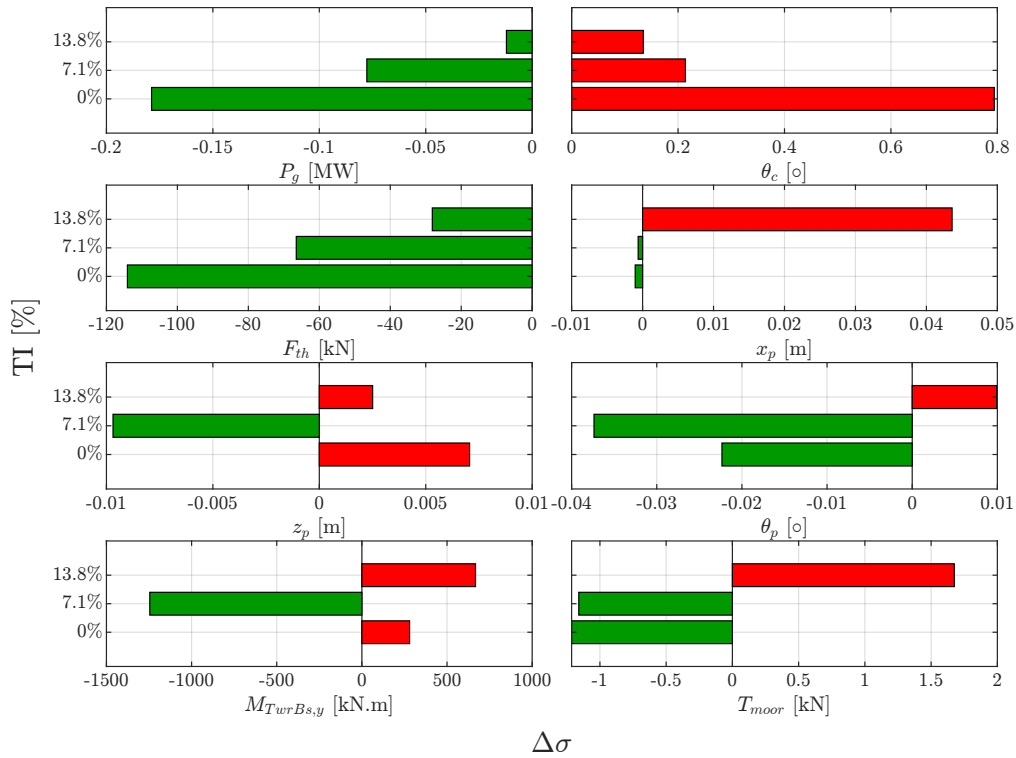 13.8%
7.1%
0%
-0.2 -0.15 -0.1 -0.05 0
P_g [MW]
0 0.2 0.4 0.6 0.8
θ_c [∘]
13.8%
7.1%
0%
-120 -100 -80 -60 -40 -20 0
F_th [kN]
-0.01 0 0.01 0.02 0.03 0.04 0.05
x_p [m]
TI [%]
13.8%
7.1%
0%
-0.01 -0.005 0 0.005 0.01
z_p [m]
-0.04 -0.03 -0.02 -0.01 0 0.01
θ_p [∘]
13.8%
7.1%
0%
-1500 -1000 -500 0 500 1000
M_TwrBs,y [kN.m]
-1 -0.5 0 0.5 1 1.5 2
T_moor [kN]
Δσ